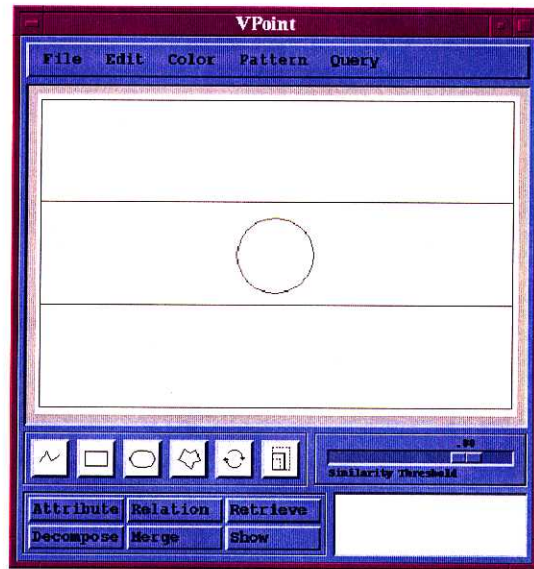 VPoint
File Edit Color Pattern Query
Similarity Threshold
Attribute Relation Retrieve
Decompose Merge Show